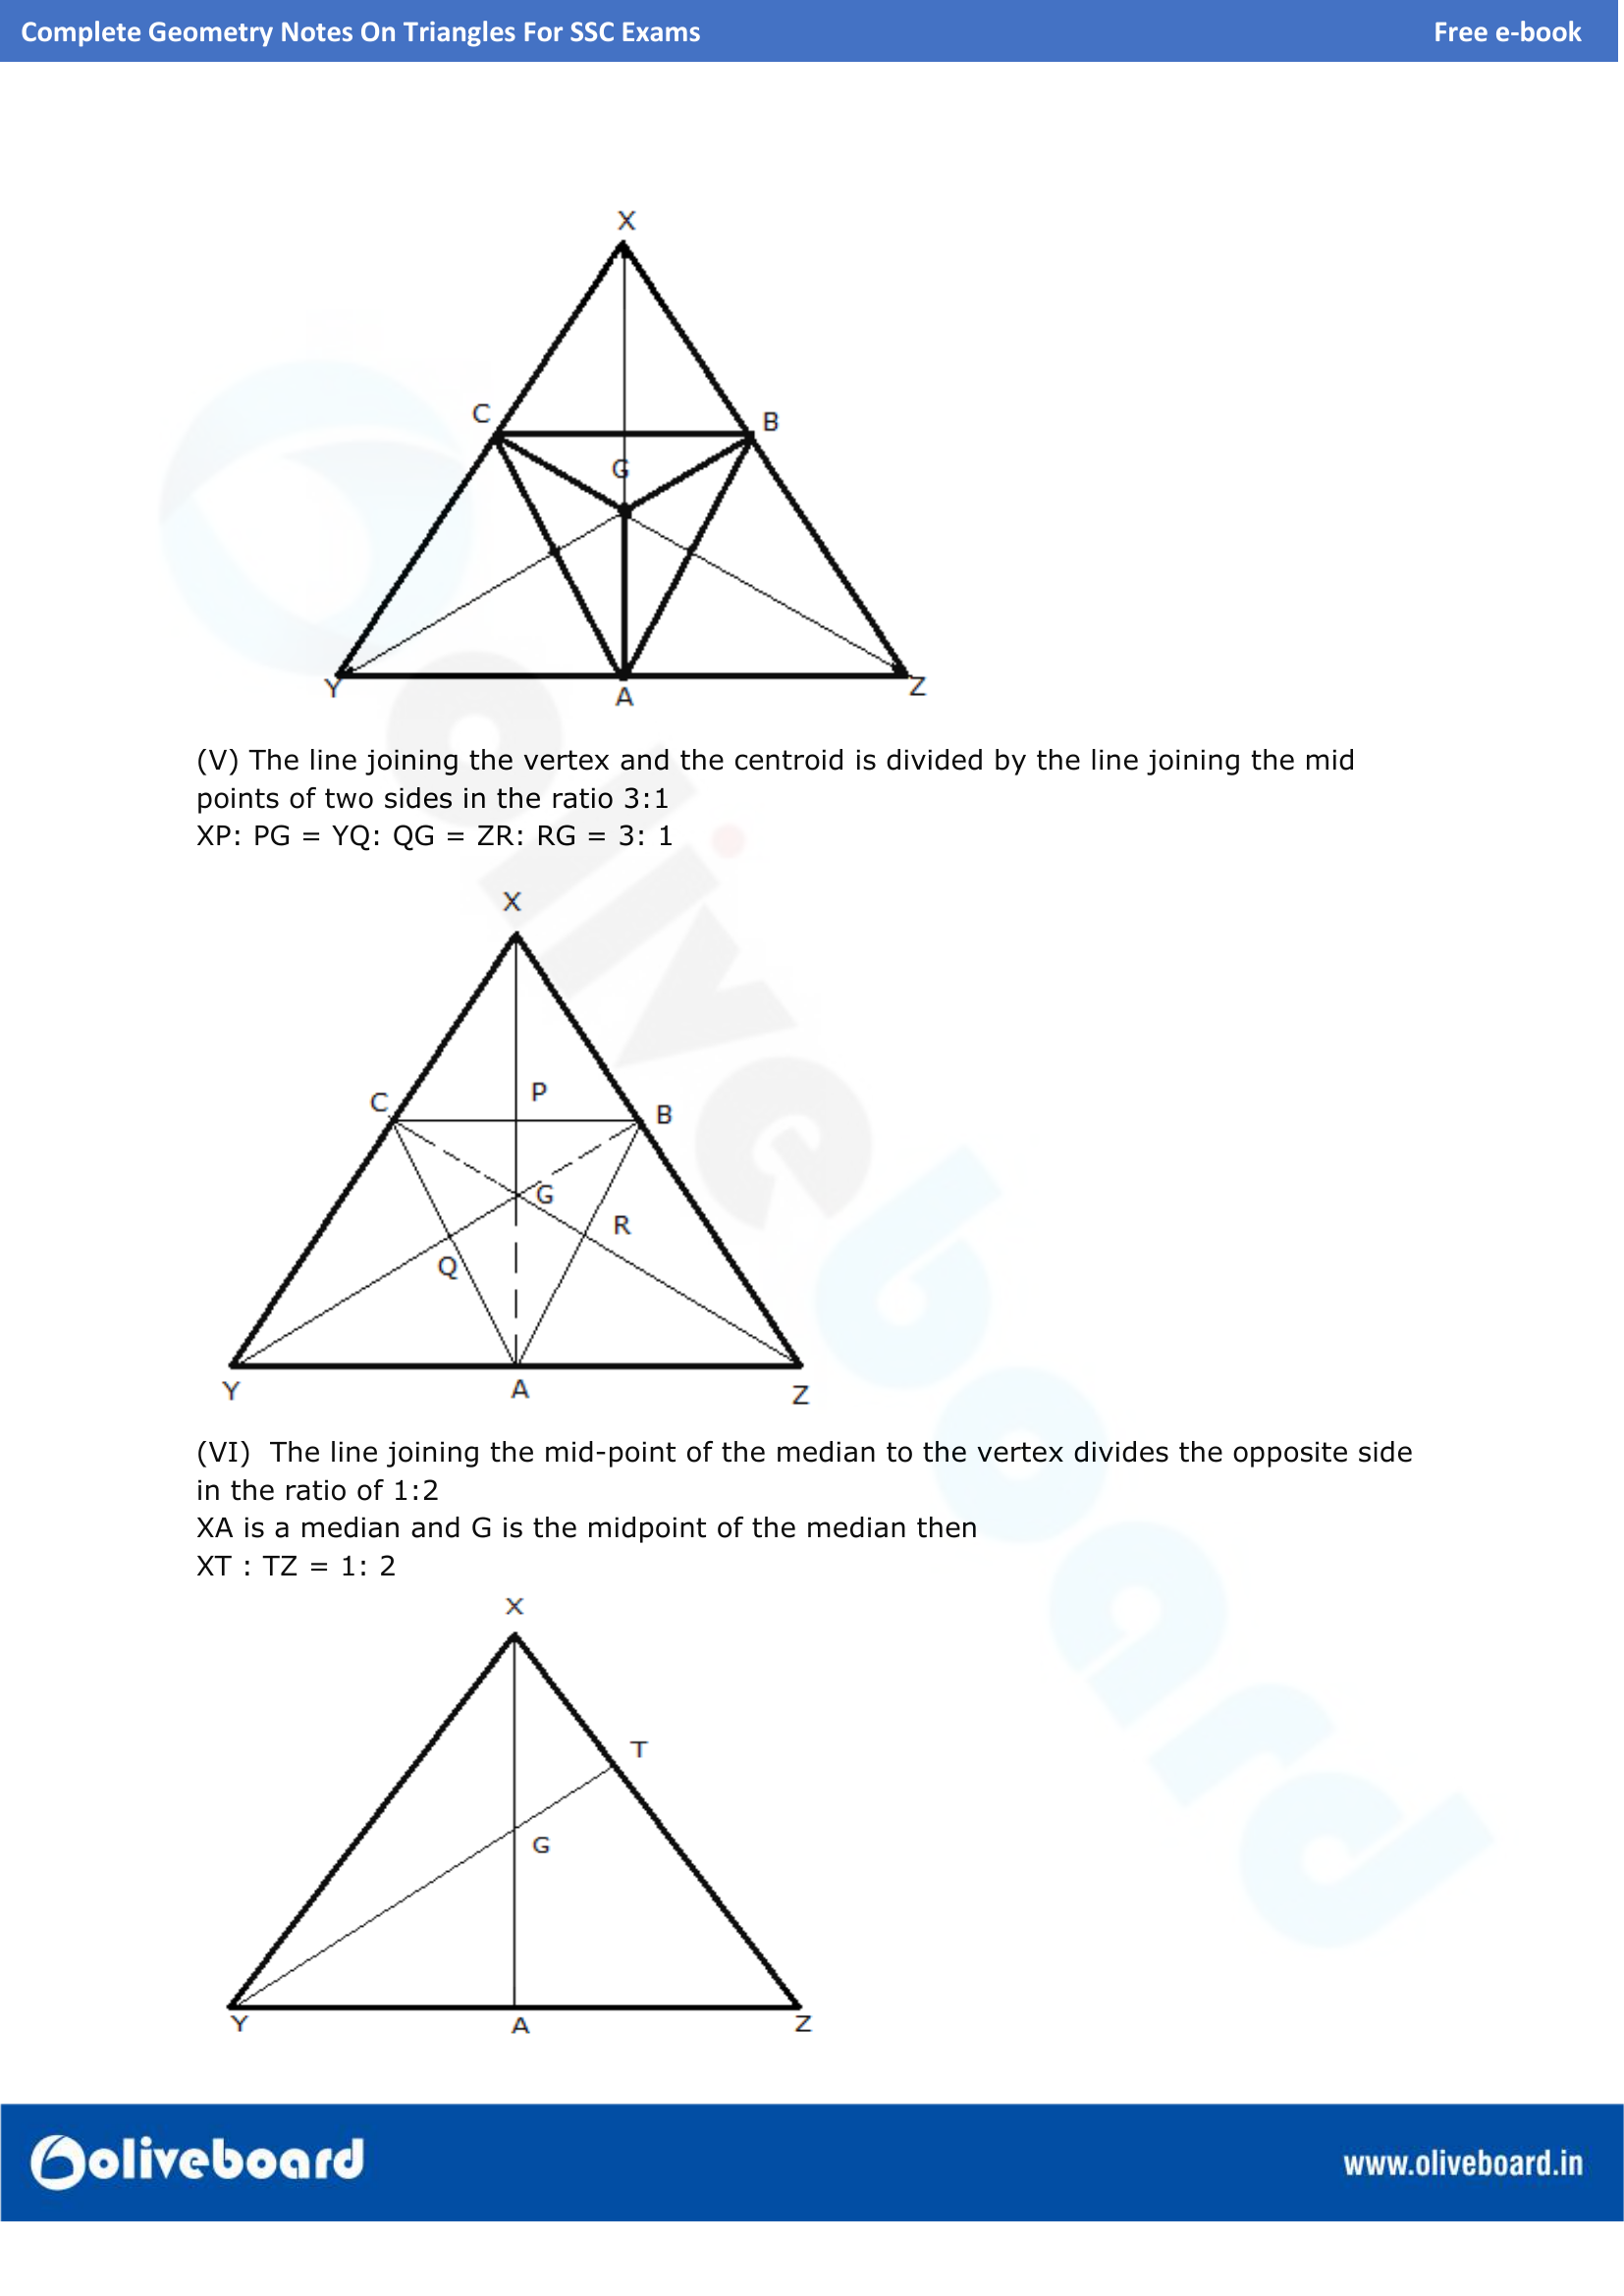 Complete Geometry Notes On Triangles For SSC Exams Free e-book
X
C B
G
Y A Z
(V) The line joining the vertex and the centroid is divided by the line joining the mid
points of two sides in the ratio 3:1
XP: PG = YQ: QG = ZR: RG = 3: 1
X
C P B
G
R
Q
Y A Z
(VI) The line joining the mid-point of the median to the vertex divides the opposite side
in the ratio of 1:2
XA is a median and G is the midpoint of the median then
XT : TZ = 1: 2
X
T
G
Y A Z
oliveboard
oliveboard www.oliveboard.in